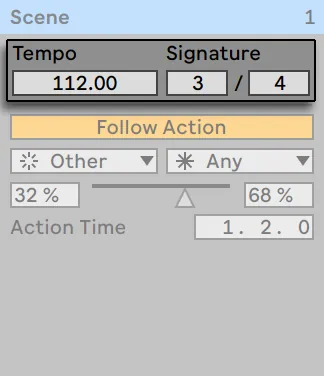 Scene 1
Tempo Signature
112.00 3 / 4
Follow Action
Other Any
32 % 68 %
Action Time 1. 2. 0